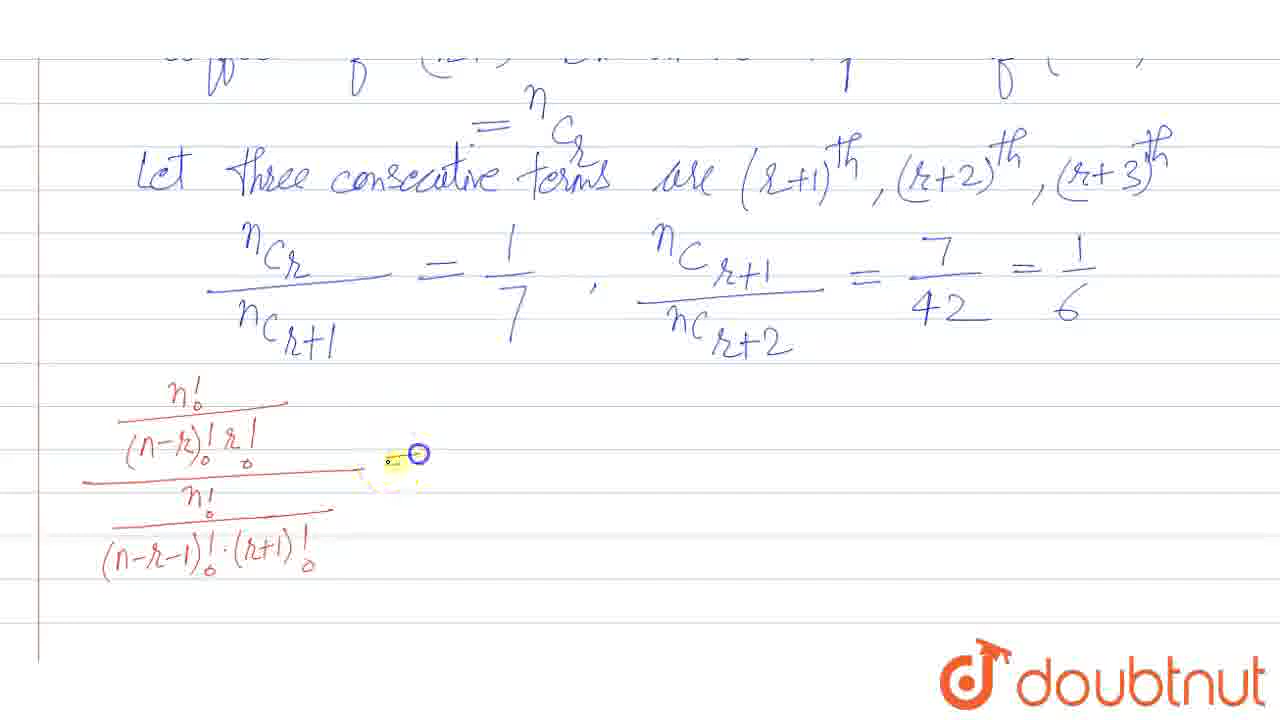 = nCr
Let three consecutive terms are (r+1)th, (r+2)th, (r+3)th
nCr / nCr+1 = 1/7, nCr+1 / nCr+2 = 7/42 = 1/6
n! / (n-r)! r!
n! / (n-r-1)! . (r+1)!
doubtnut